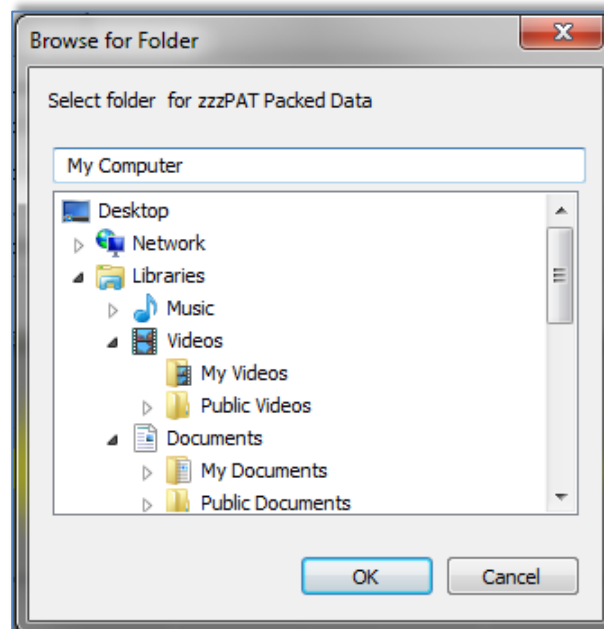 Browse for Folder
Select folder  for zzzPAT Packed Data
My Computer
Desktop
Network
Libraries
Music
Videos
My Videos
Public Videos
Documents
My Documents
Public Documents
OK
Cancel